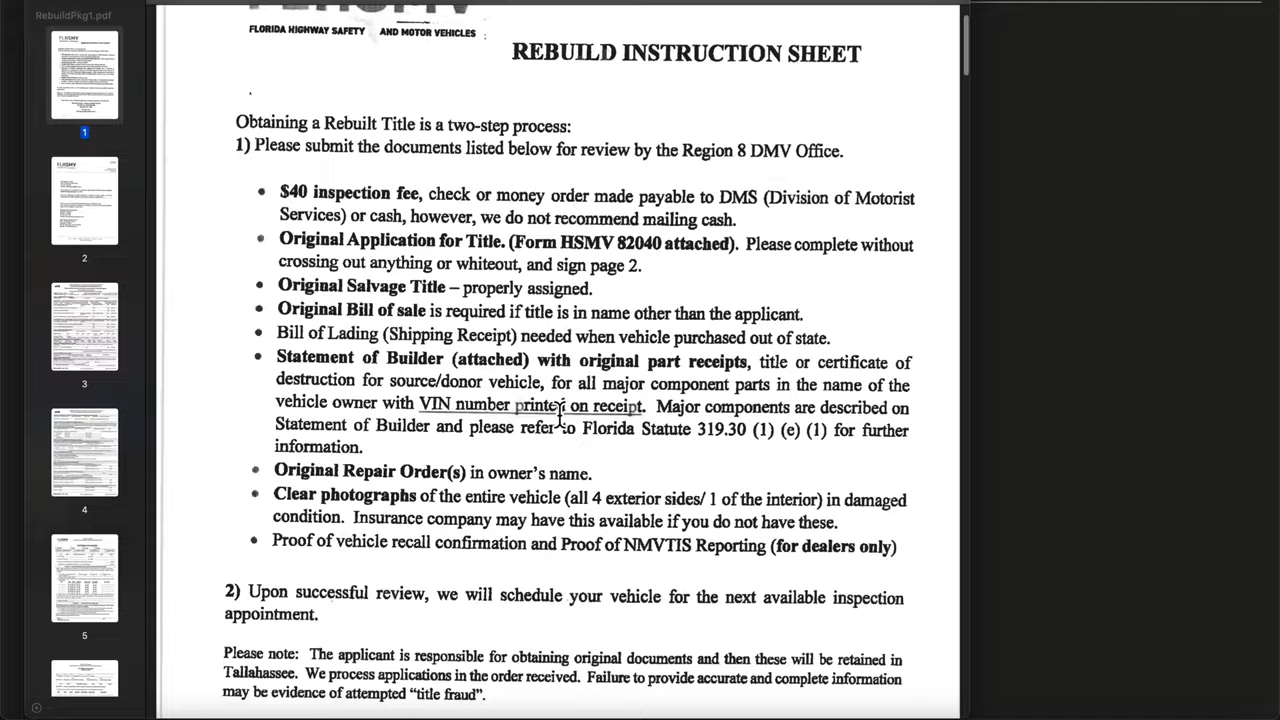 RebuildPkg1.pdf
FLHSMV
FLORIDA HIGHWAY SAFETY AND MOTOR VEHICLES
REBUILD INSTRUCTION SHEET
Obtaining a Rebuilt Title is a two-step process:
1) Please submit the documents listed below for review by the Region 8 DMV Office.
• $40 inspection fee, check or money order made payable to DMS (Division of Motorist
Services) or cash, however, we do not recommend mailing cash.
• Original Application for Title. (Form HSMV 82040 attached). Please complete without
crossing out anything or whiteout, and sign page 2.
• Original Salvage Title – properly assigned.
• Original Bill of sale is required if title is in name other than the applicant.
• Bill of Lading (Shipping Receipt) needed when vehicle purchased out of state.
• Statement of Builder (attached) with original part receipts, title or certificate of
destruction for source/donor vehicle, for all major component parts in the name of the
vehicle owner with VIN number printed on receipt. Major components are described on
Statement of Builder and please refer to Florida Statute 319.30 (1) (e) (1) for further
information.
• Original Repair Order(s) in owner's name.
• Clear photographs of the entire vehicle (all 4 exterior sides/ 1 of the interior) in damaged
condition. Insurance company may have this available if you do not have these.
• Proof of vehicle recall confirmation and Proof of NMVTIS Reporting (for dealers only)
2) Upon successful review, we will schedule your vehicle for the next available inspection
appointment.
Please note: The applicant is responsible for obtaining original documents and then these will be retained in
Tallahassee. We process applications in the order received. Failure to provide accurate and complete information
may be evidence of attempted "title fraud".
1
2
3
4
5